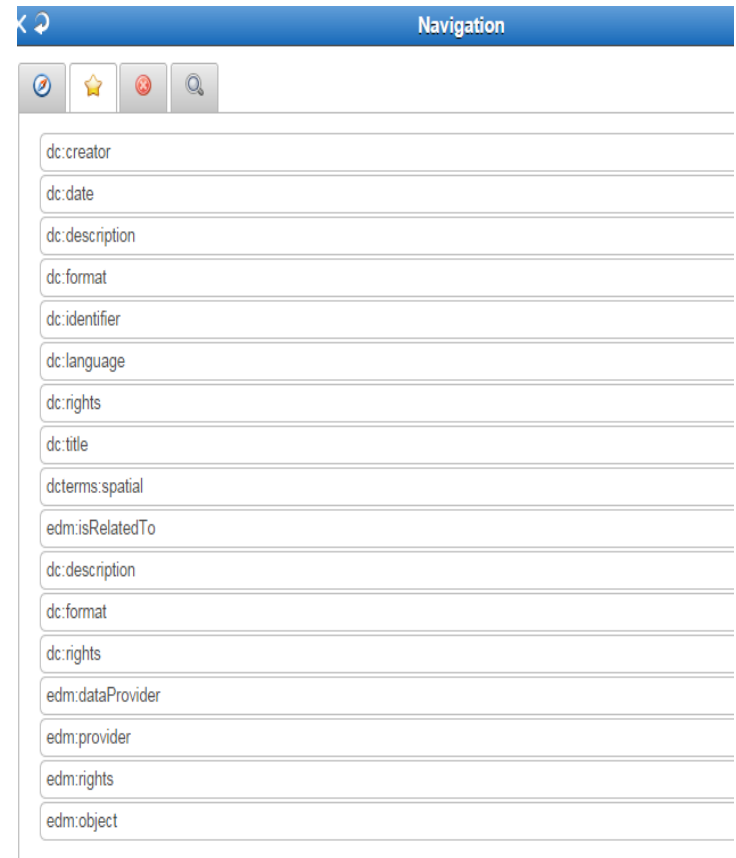 Navigation
dc:creator
dc:date
dc:description
dc:format
dc:identifier
dc:language
dc:rights
dc:title
dcterms:spatial
edm:isRelatedTo
dc:description
dc:format
dc:rights
edm:dataProvider
edm:provider
edm:rights
edm:object